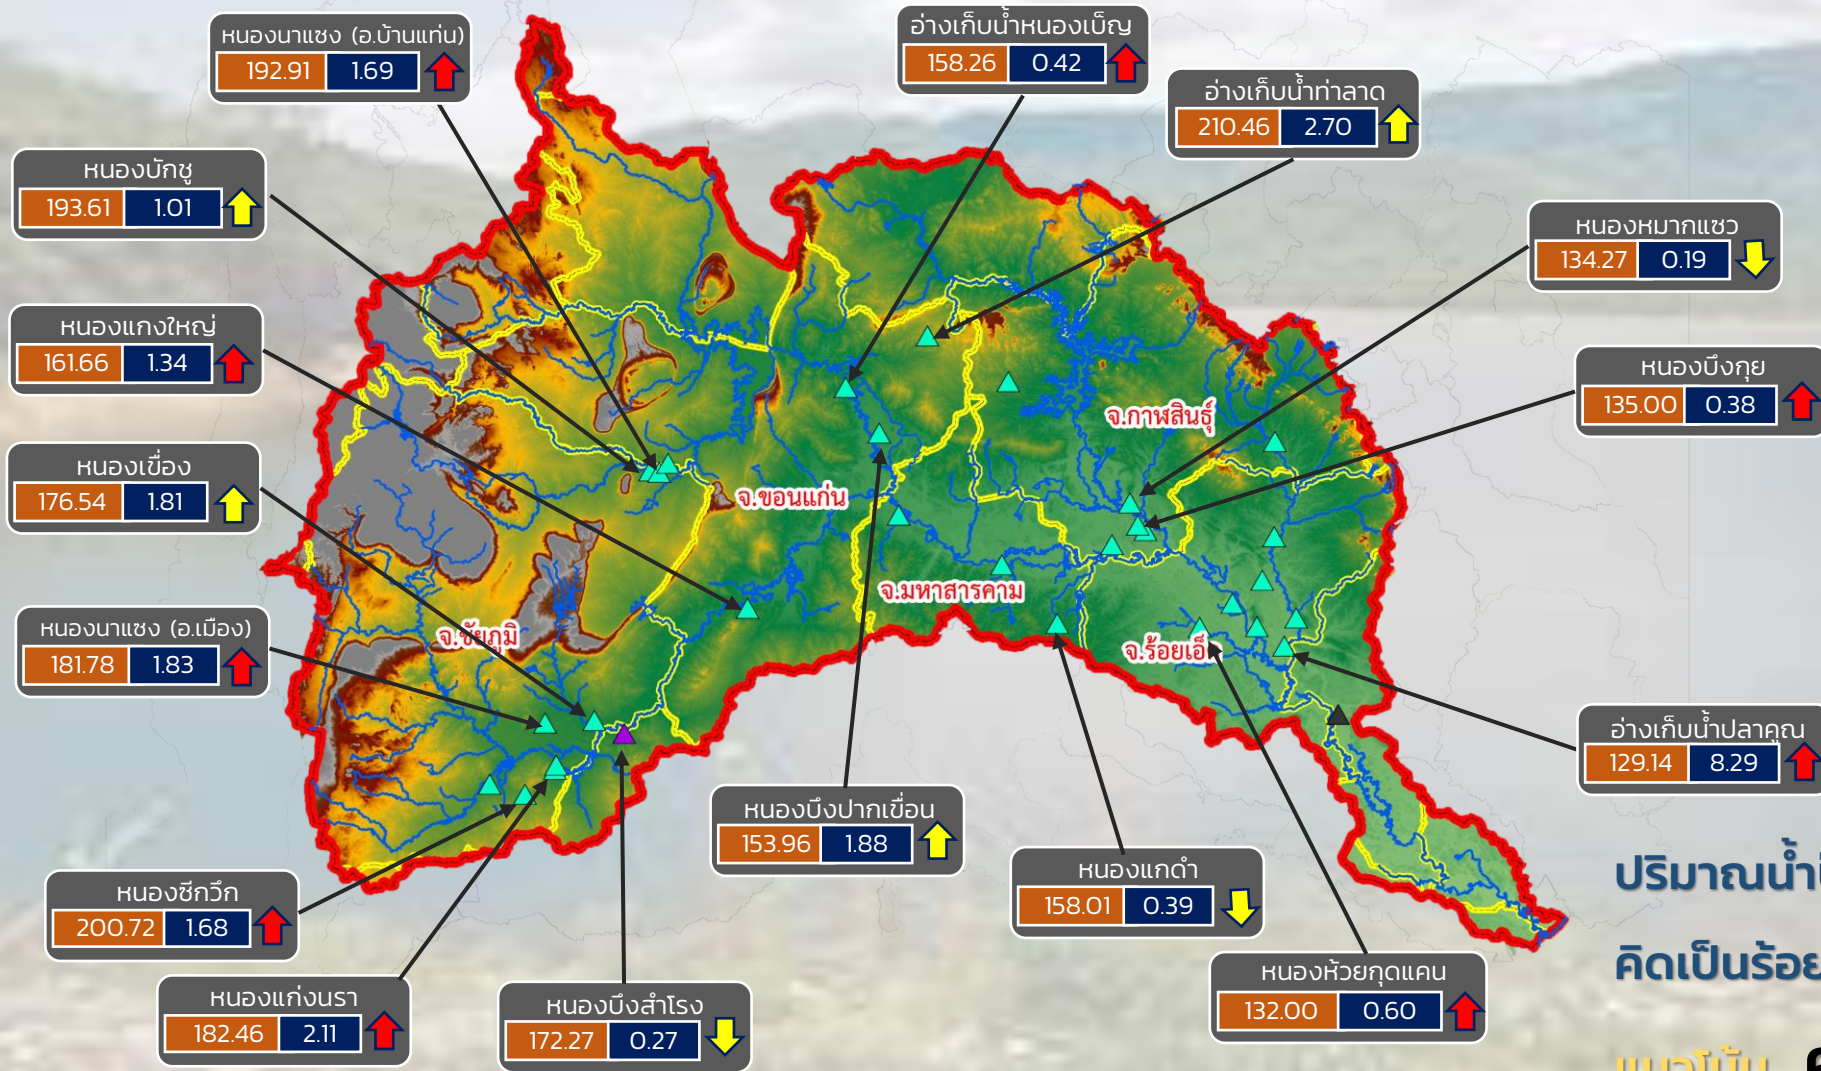 หนองนาแซง (อ.บ้านแท่น)
192.91 1.69
อ่างเก็บน้ำหนองเบ็ญ
158.26 0.42
อ่างเก็บน้ำท่าลาด
210.46 2.70
หนองบักซู
193.61 1.01
หนองหมากแซว
134.27 0.19
หนองแกงใหญ่
161.66 1.34
หนองบึงกุย
135.00 0.38
จ.กาฬสินธุ์
หนองเขื่อง
176.54 1.81
จ.ขอนแก่น
จ.มหาสารคาม
หนองนาแซง (อ.เมือง)
181.78 1.83
จ.ชัยภูมิ
จ.ร้อยเอ็
อ่างเก็บน้ำปลาคูณ
129.14 8.29
หนองบึงปากเขื่อน
153.96 1.88
หนองแกดำ
158.01 0.39
หนองซีกวึก
200.72 1.68
หนองห้วยกุดแคน
132.00 0.60
หนองแก่งนรา
182.46 2.11
หนองบึงสำโรง
172.27 0.27
ปริมาณน้ำ
คิดเป็นร้อย
แนวโน้ม